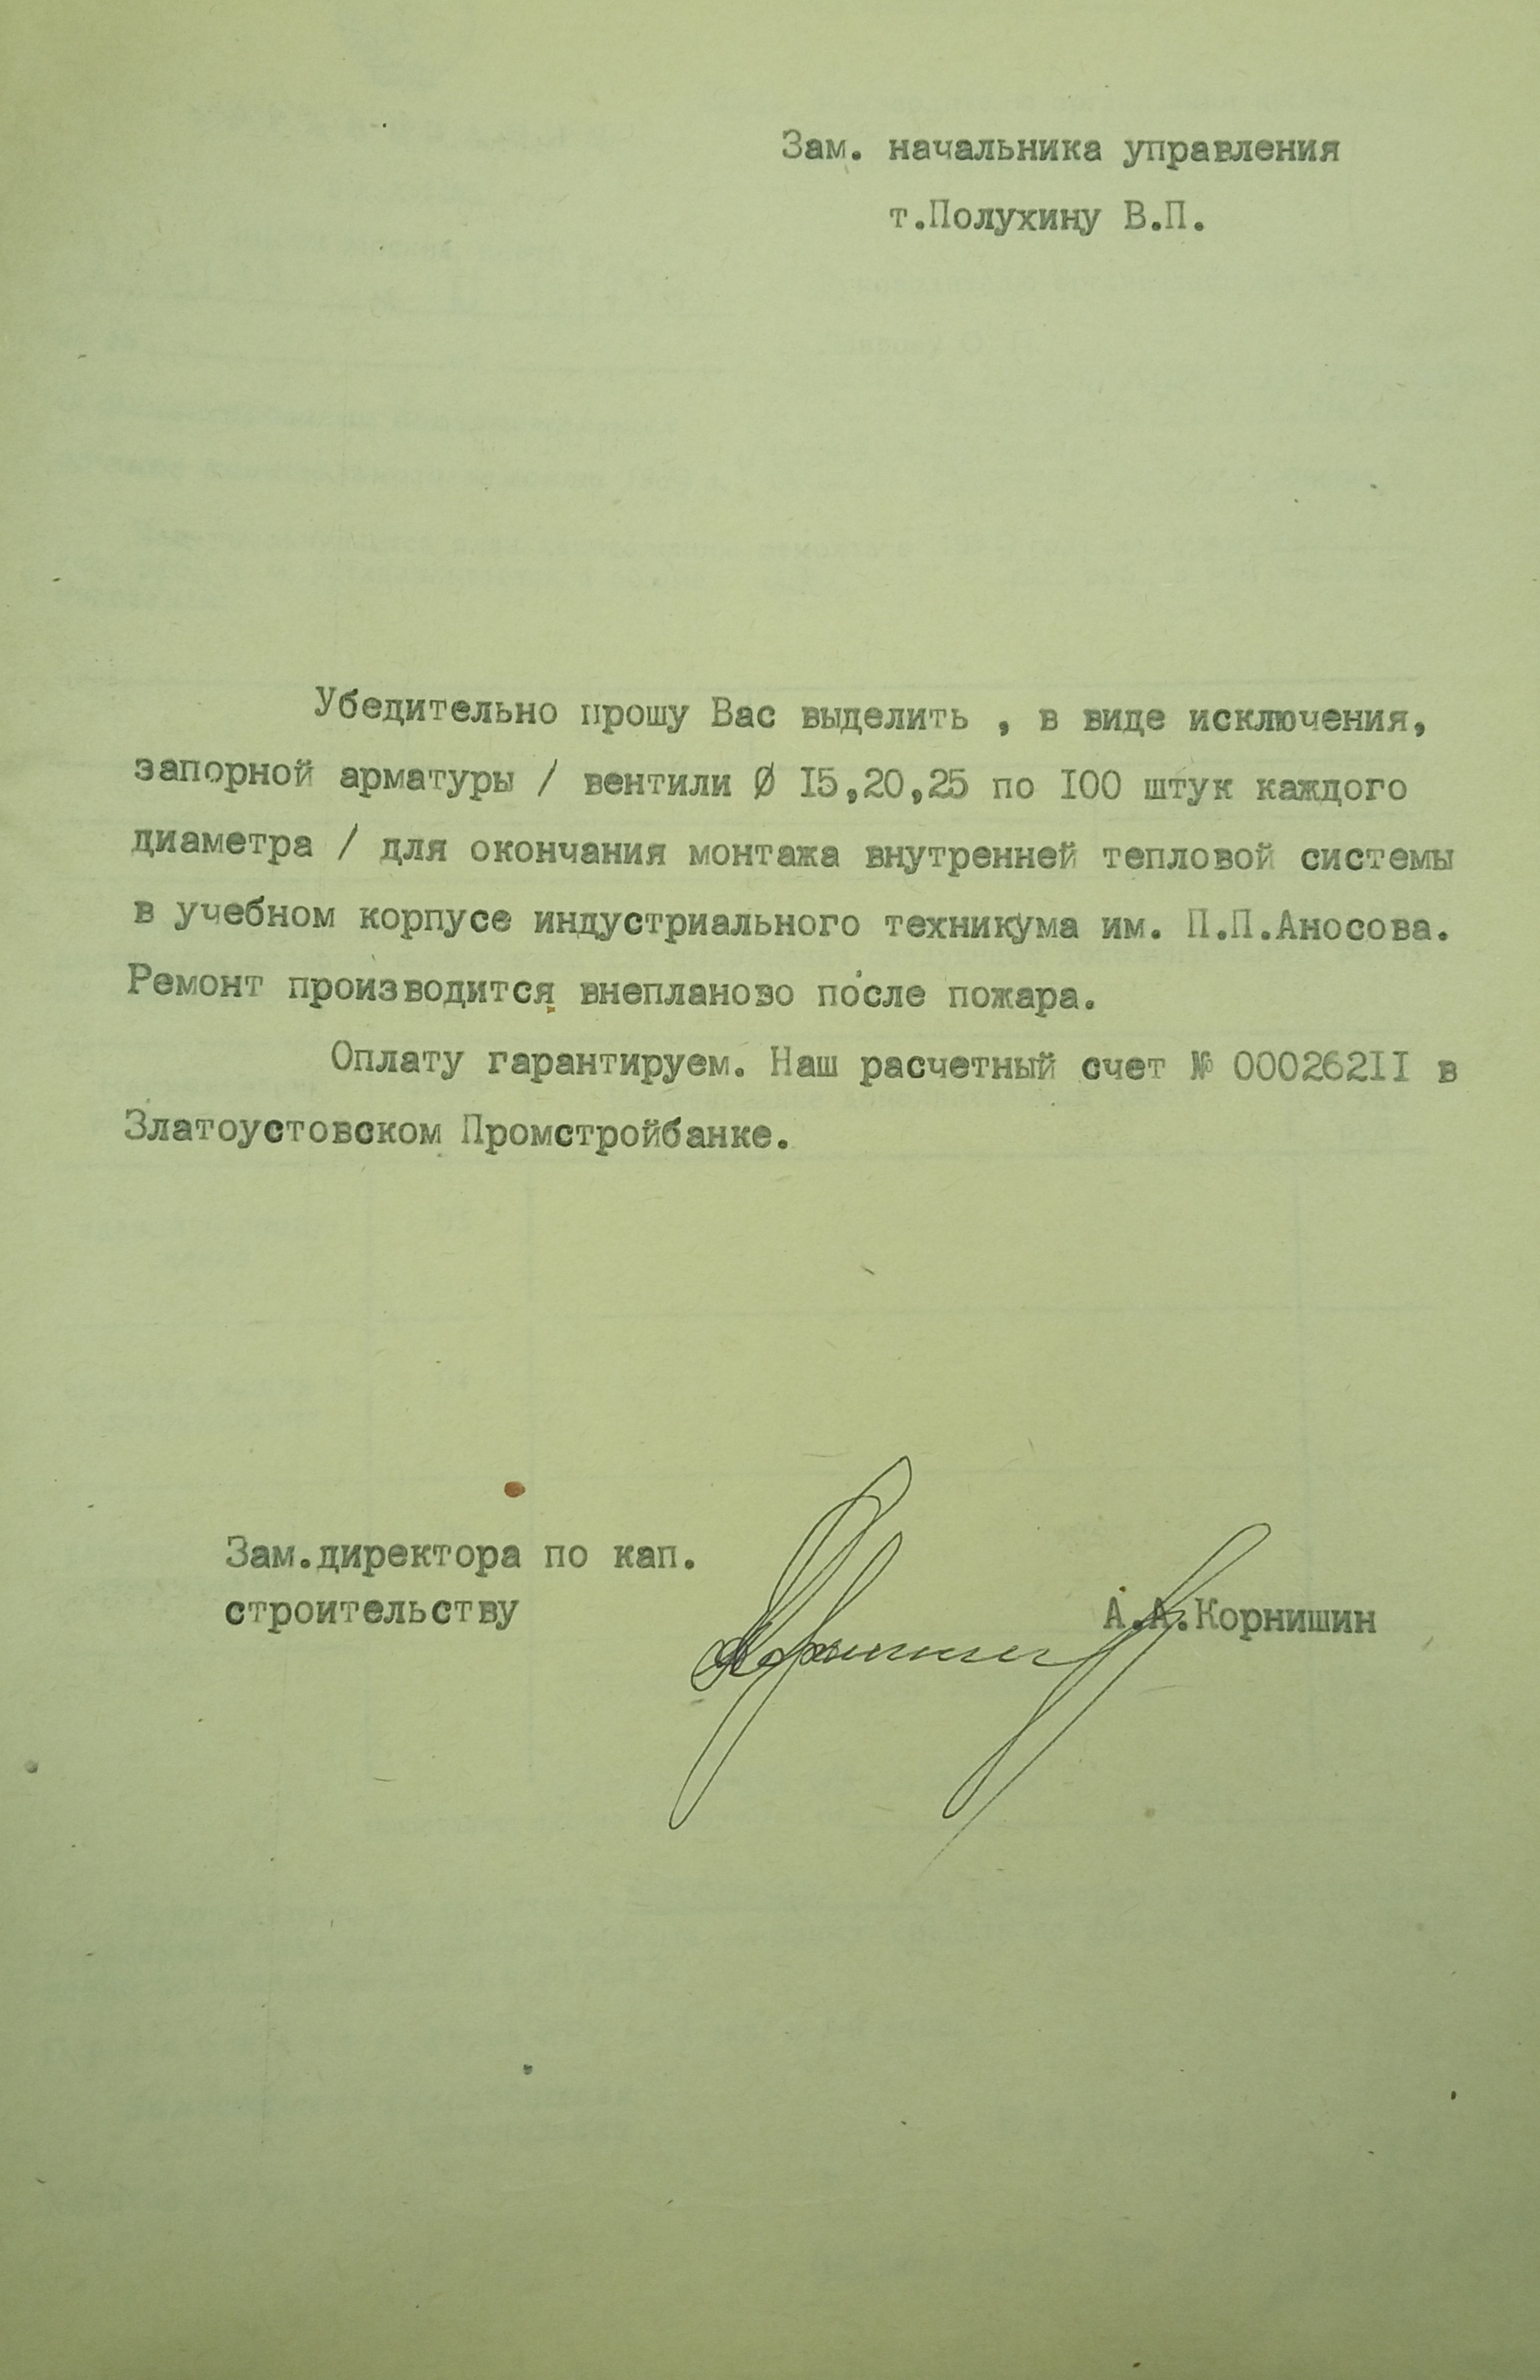 Зам. начальника управления
т.Полухину В.П.
Убедительно прошу Вас выделить , в виде исключения,
запорной арматуры / вентили Ø I5,20,25 по I00 штук каждого
диаметра / для окончания монтажа внутренней тепловой системы
в учебном корпусе индустриального техникума им. П.П.Аносова.
Ремонт производится внепланово после пожара.
Оплату гарантируем. Наш расчетный счет № 000262II в
Златоустовском Промстройбанке.
Зам.директора по кап.
строительству
А.А.Корнишин